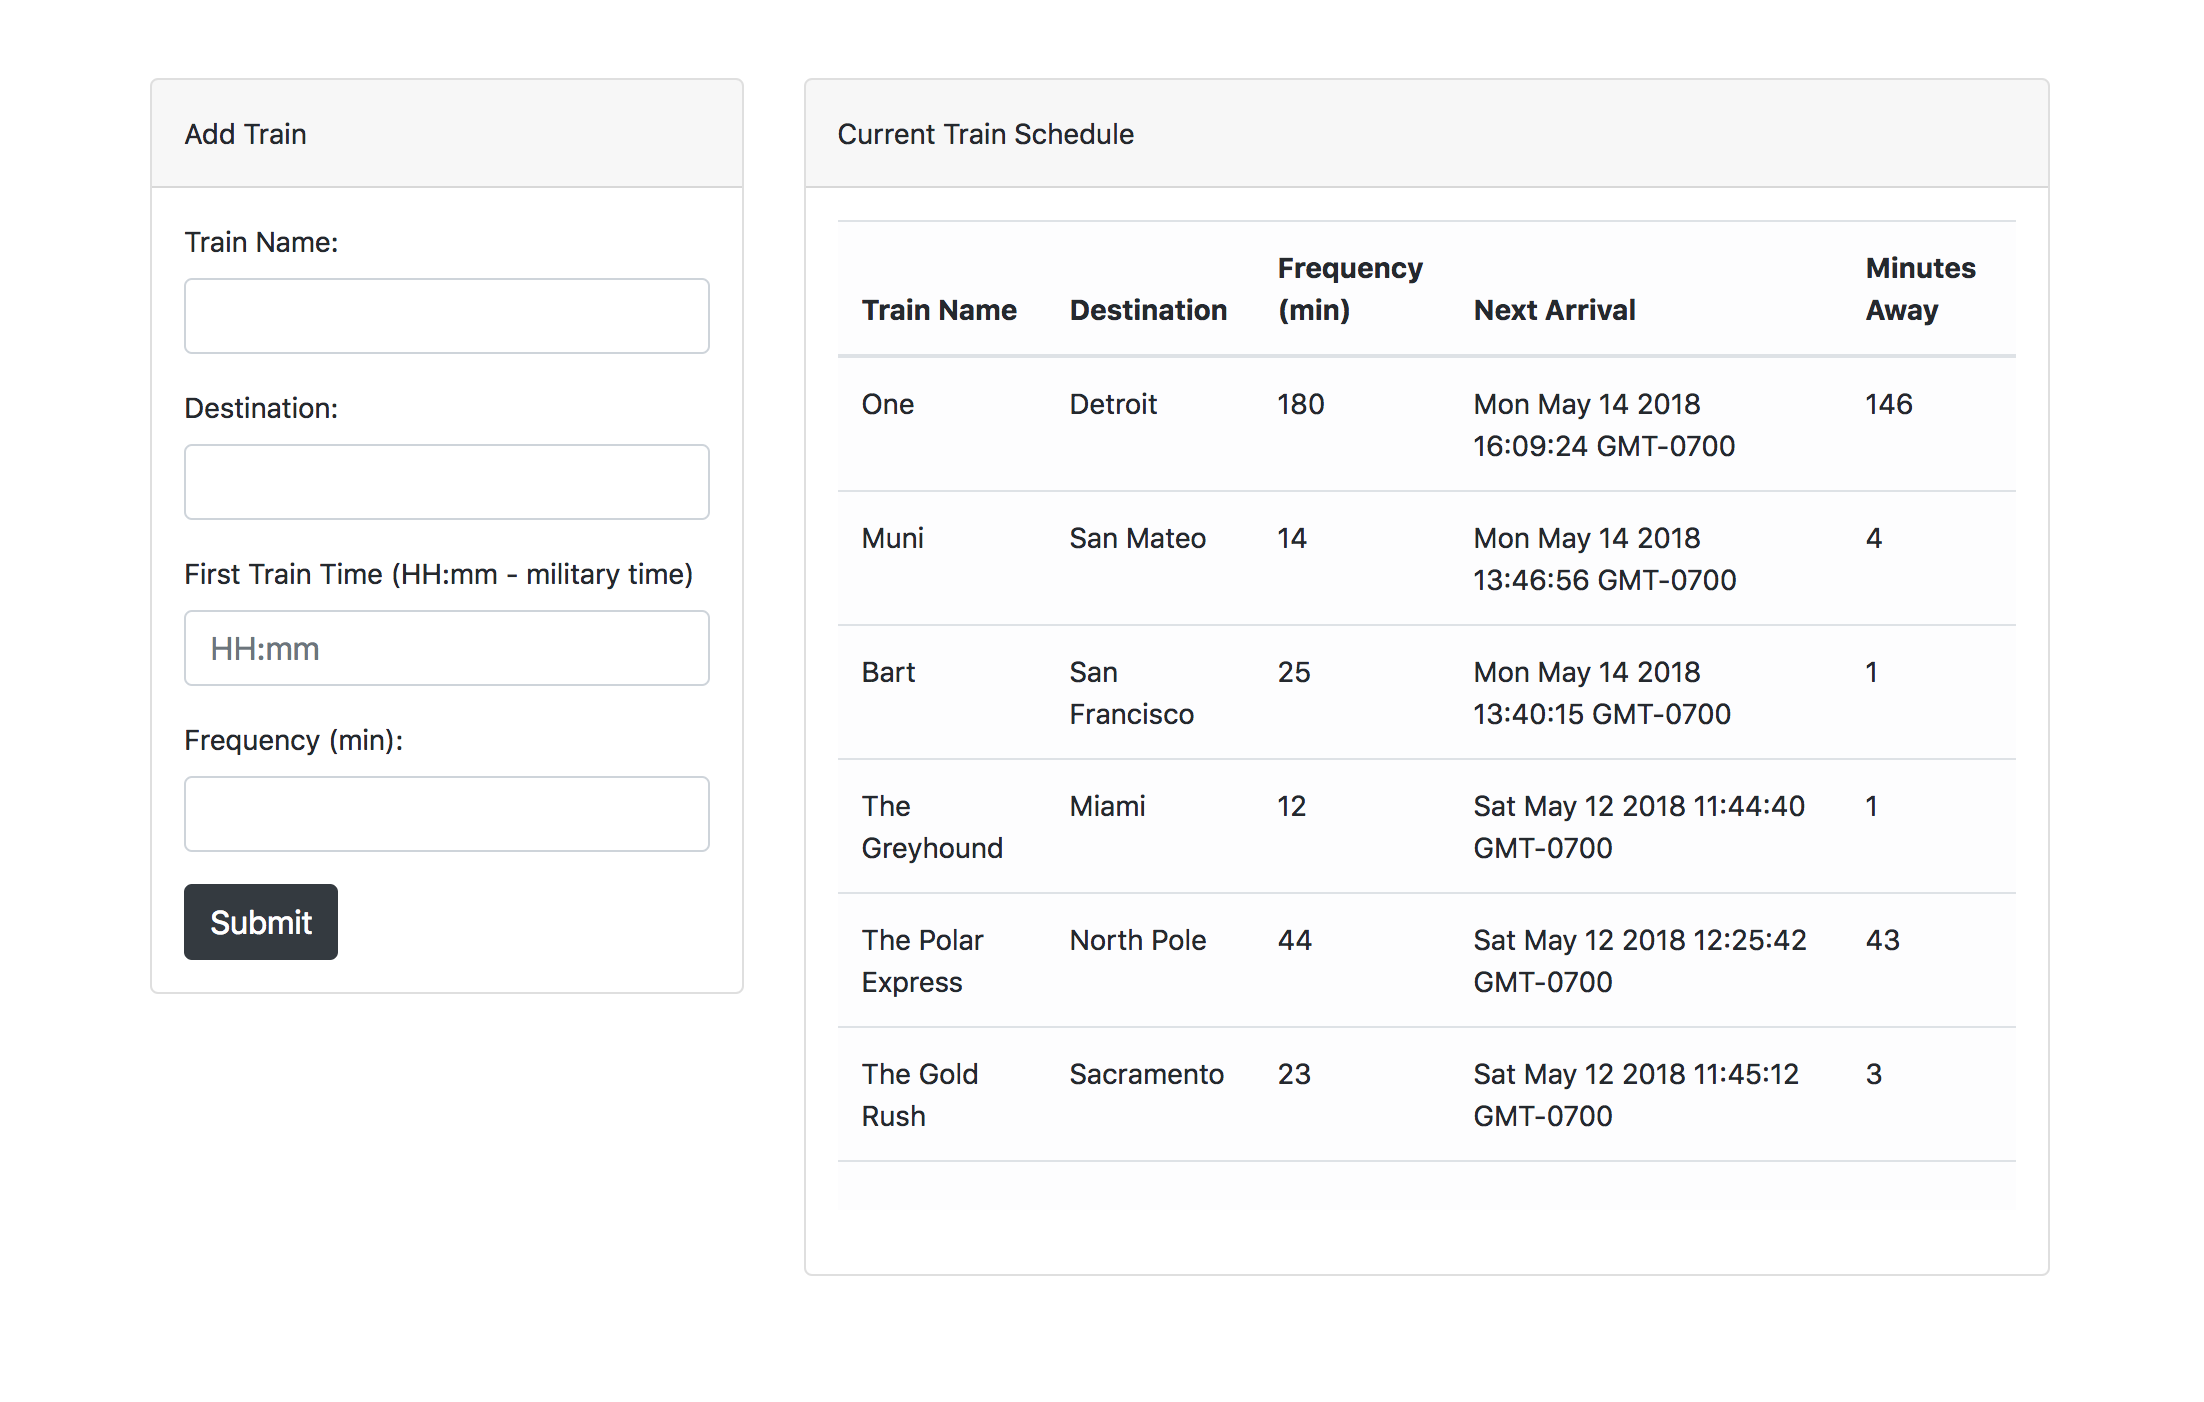 Add Train
Train Name:
Destination:
First Train Time (HH:mm - military time)
HH:mm
Frequency (min):
Submit
Current Train Schedule
Train Name Destination Frequency (min) Next Arrival Minutes Away
One Detroit 180 Mon May 14 2018 146
16:09:24 GMT-0700
Muni San Mateo 14 Mon May 14 2018 4
13:46:56 GMT-0700
Bart San 25 Mon May 14 2018 1
Francisco 13:40:15 GMT-0700
The Miami 12 Sat May 12 2018 11:44:40 1
Greyhound GMT-0700
The Polar North Pole 44 Sat May 12 2018 12:25:42 43
Express GMT-0700
The Gold Sacramento 23 Sat May 12 2018 11:45:12 3
Rush GMT-0700